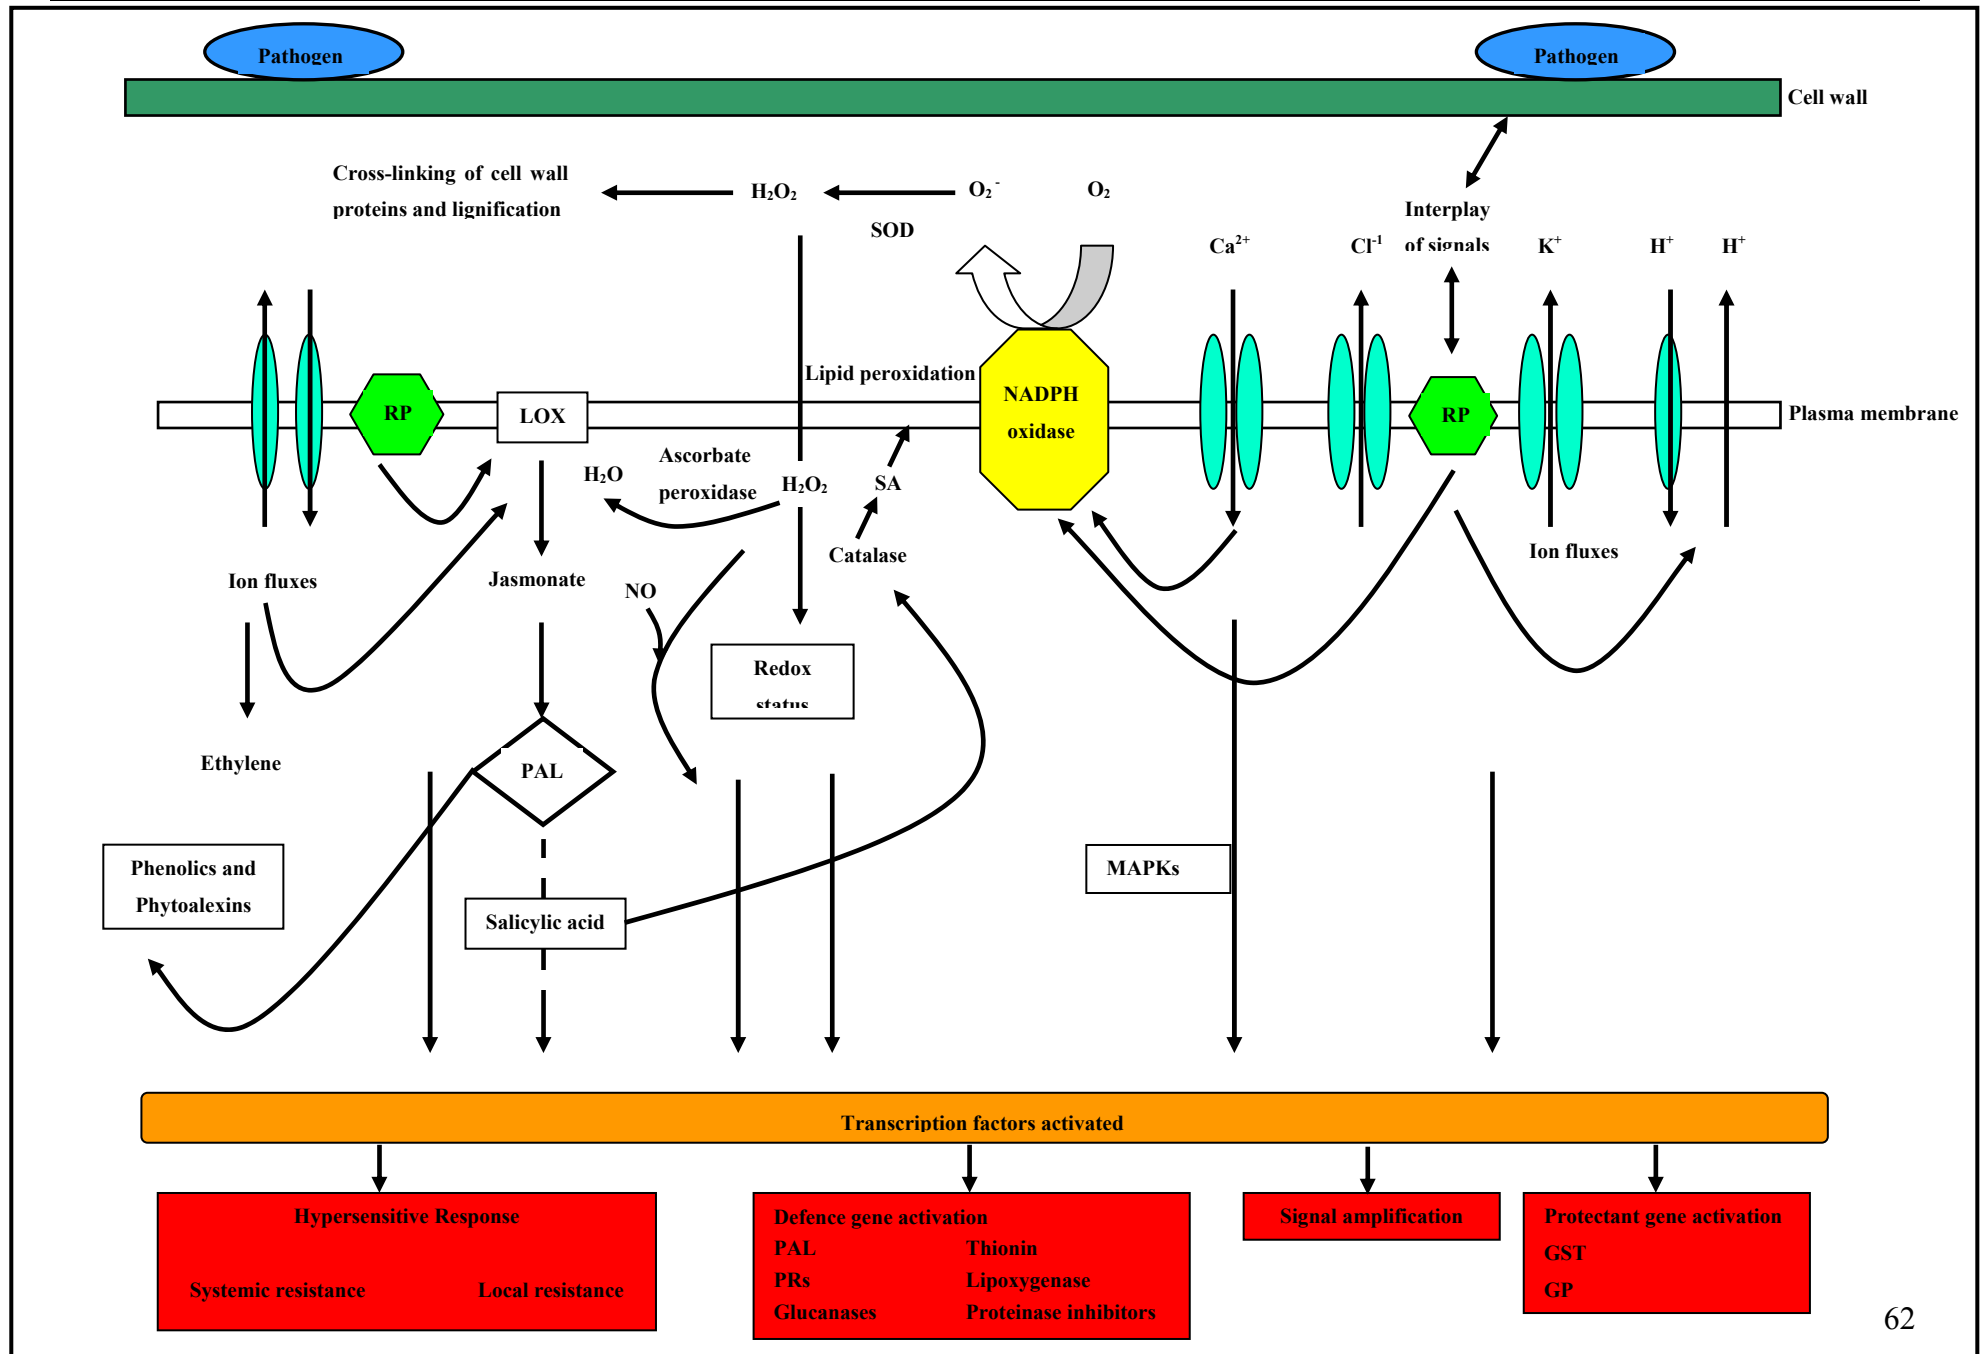 Pathogen
Pathogen
Cell wall
Cross-linking of cell wall
proteins and lignification
H₂O₂
O₂⁻
O₂
SOD
Interplay
of signals
Ca²⁺
Cl⁻¹
K⁺
H⁺
H⁺
Lipid peroxidation
RP
LOX
NADPH
oxidase
RP
Plasma membrane
Ascorbate
peroxidase
H₂O
H₂O₂
SA
Catalase
Ion fluxes
Ion fluxes
Jasmonate
NO
Redox
status
Ethylene
PAL
Phenolics and
Phytoalexins
MAPKs
Salicylic acid
Transcription factors activated
Hypersensitive Response
Systemic resistance
Local resistance
Defence gene activation
PAL
Thionin
PRs
Lipoxygenase
Glucanases
Proteinase inhibitors
Signal amplification
Protectant gene activation
GST
GP
62